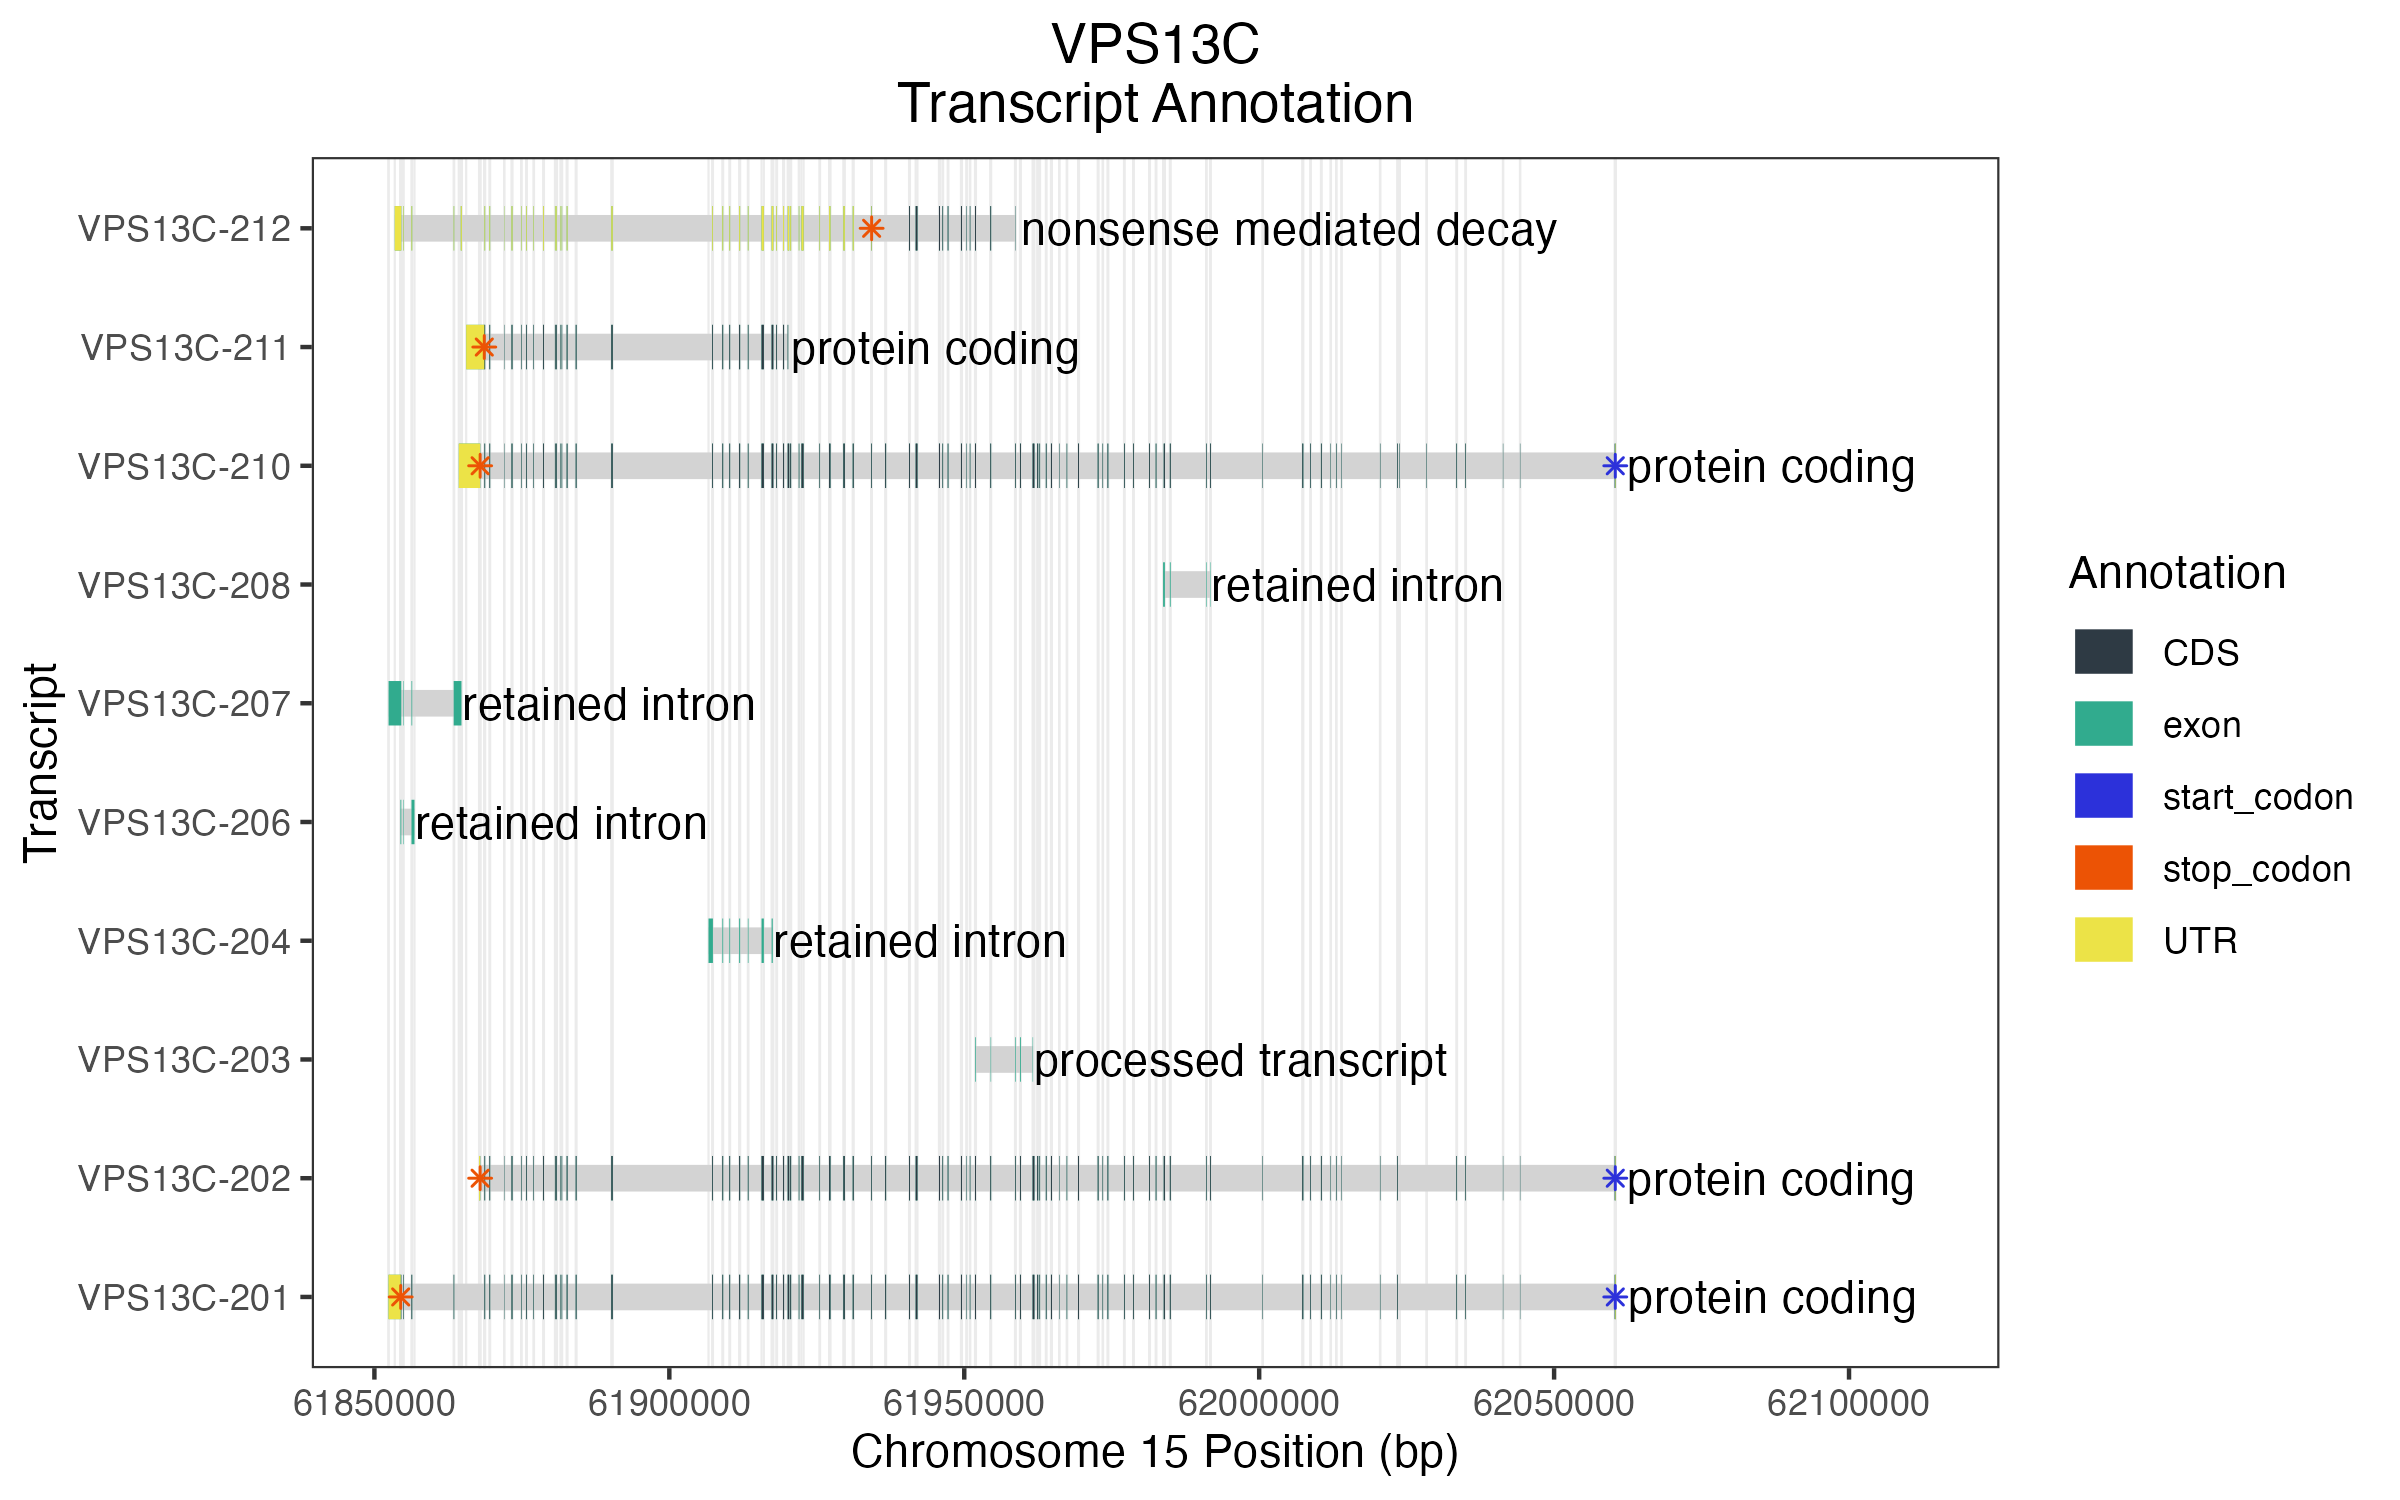 VPS13C
Transcript Annotation
VPS13C-212
nonsense mediated decay
VPS13C-211
protein coding
VPS13C-210
protein coding
VPS13C-208
retained intron
VPS13C-207
retained intron
VPS13C-206
retained intron
VPS13C-204
retained intron
VPS13C-203
processed transcript
VPS13C-202
protein coding
VPS13C-201
protein coding
Transcript
61850000
61900000
61950000
62000000
62050000
62100000
Chromosome 15 Position (bp)
Annotation
CDS
exon
start_codon
stop_codon
UTR